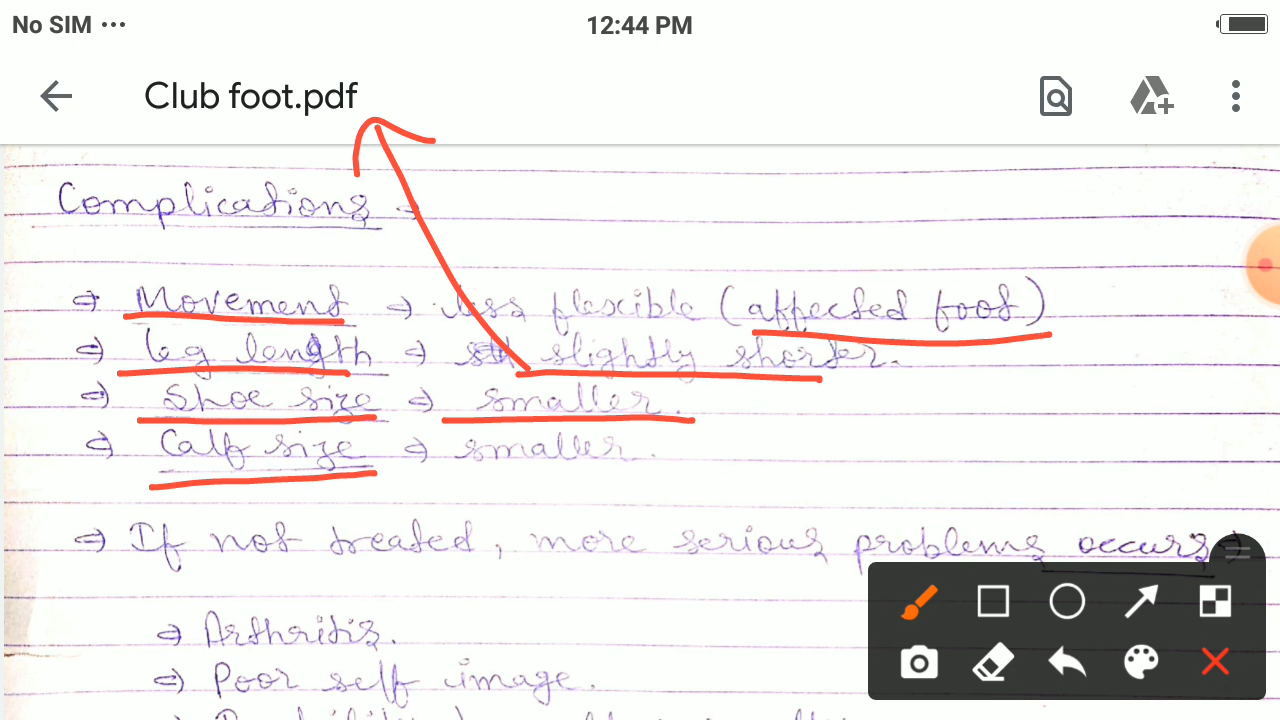 No SIM ···
12:44 PM
Club foot.pdf
Complications →
⇒ Movement ⇒ less flexible (affected foot)
⇒ leg length ⇒ slightly shorter.
⇒ Shoe size ⇒ smaller.
⇒ Calf size ⇒ smaller.
⇒ If not treated, more serious problems occurs ⇒
⇒ Arthritis.
⇒ Poor self image.